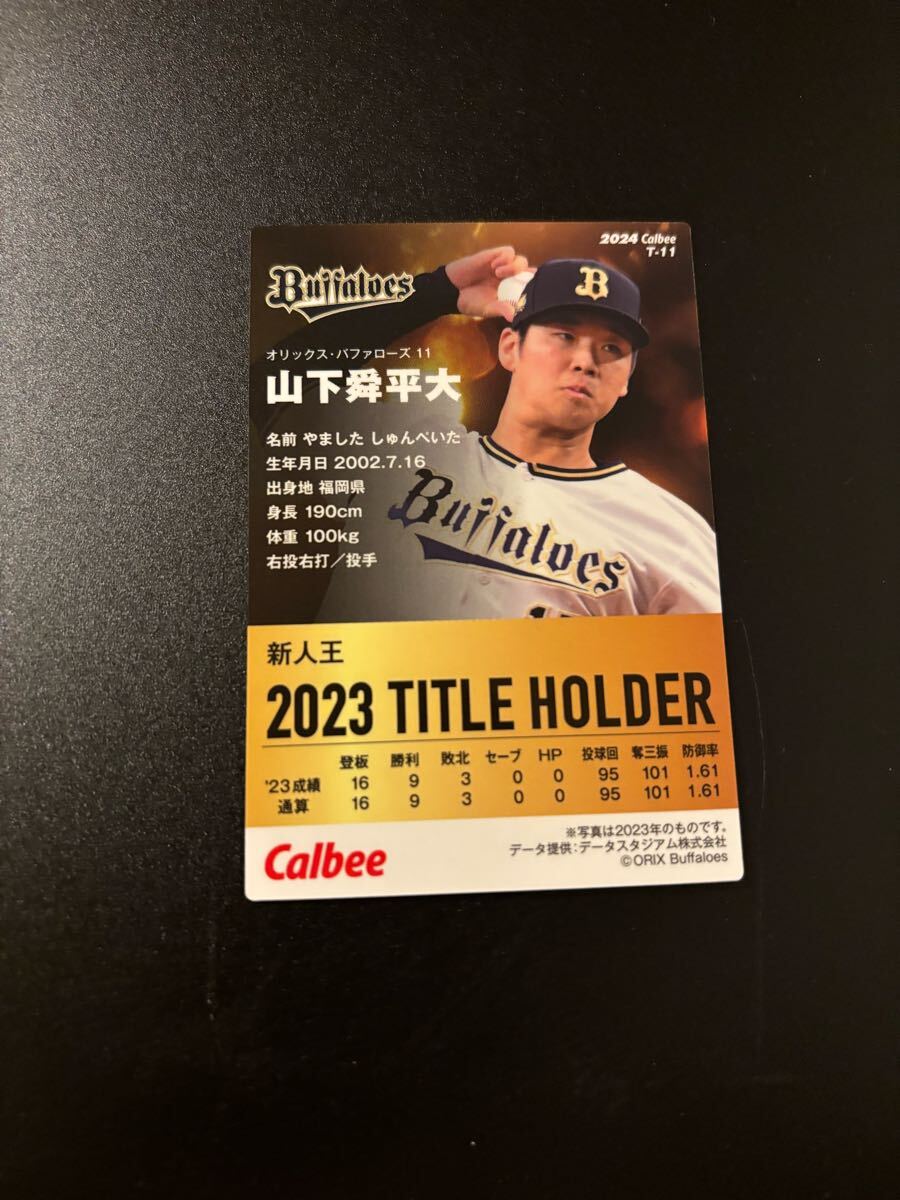 2024 Calbee
T-11
Buffaloes
B
オリックス・バファローズ 11
山下舜平大
名前 やました しゅんぺいた
生年月日 2002.7.16
出身地 福岡県
身長 190cm
体重 100kg
右投右打／投手
Buffaloes
新人王
2023 TITLE HOLDER
登板 勝利 敗北 セーブ HP 投球回 奪三振 防御率
'23成績 16 9 3 0 0 95 101 1.61
通算 16 9 3 0 0 95 101 1.61
※写真は2023年のものです。
データ提供:データスタジアム株式会社
©ORIX Buffaloes
Calbee